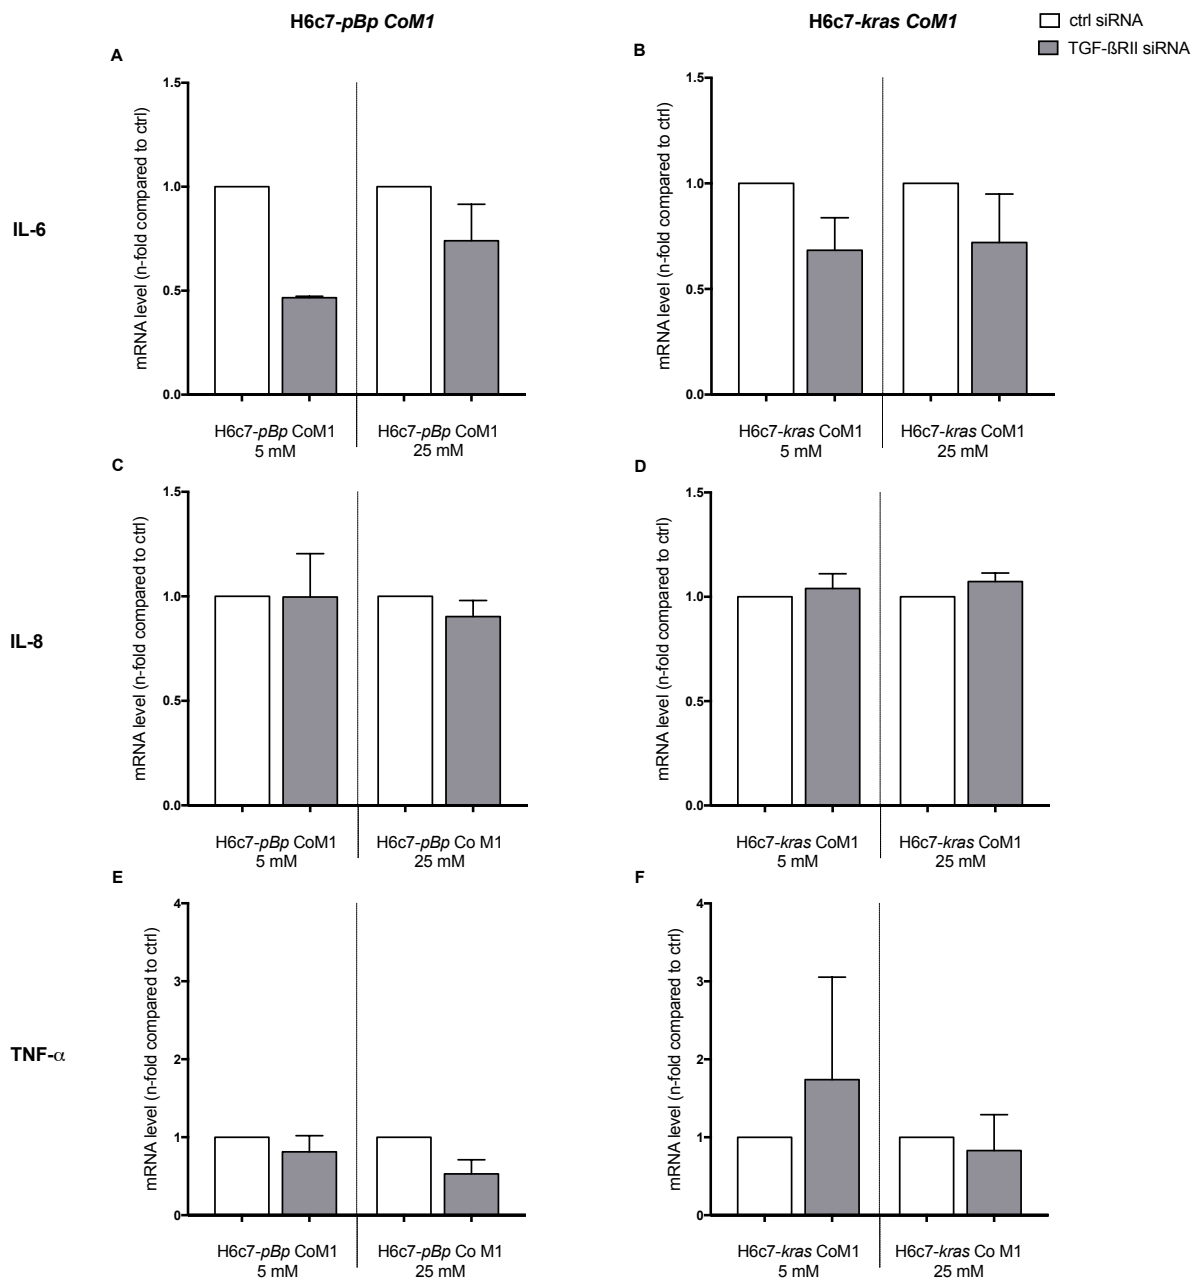 H6c7-pBp CoM1
H6c7-kras CoM1
ctrl siRNA
TGF-ßRII siRNA
IL-6
A
mRNA level (n-fold compared to ctrl)
1.5
1.0
0.5
0.0
H6c7-pBp CoM1
5 mM
H6c7-pBp CoM1
25 mM
B
mRNA level (n-fold compared to ctrl)
1.5
1.0
0.5
0.0
H6c7-kras CoM1
5 mM
H6c7-kras CoM1
25 mM
IL-8
C
mRNA level (n-fold compared to ctrl)
1.5
1.0
0.5
0.0
H6c7-pBp CoM1
5 mM
H6c7-pBp Co M1
25 mM
D
mRNA level (n-fold compared to ctrl)
1.5
1.0
0.5
0.0
H6c7-kras CoM1
5 mM
H6c7-kras CoM1
25 mM
TNF-α
E
mRNA level (n-fold compared to ctrl)
4
3
2
1
0
H6c7-pBp CoM1
5 mM
H6c7-pBp Co M1
25 mM
F
mRNA level (n-fold compared to ctrl)
4
3
2
1
0
H6c7-kras CoM1
5 mM
H6c7-kras Co M1
25 mM